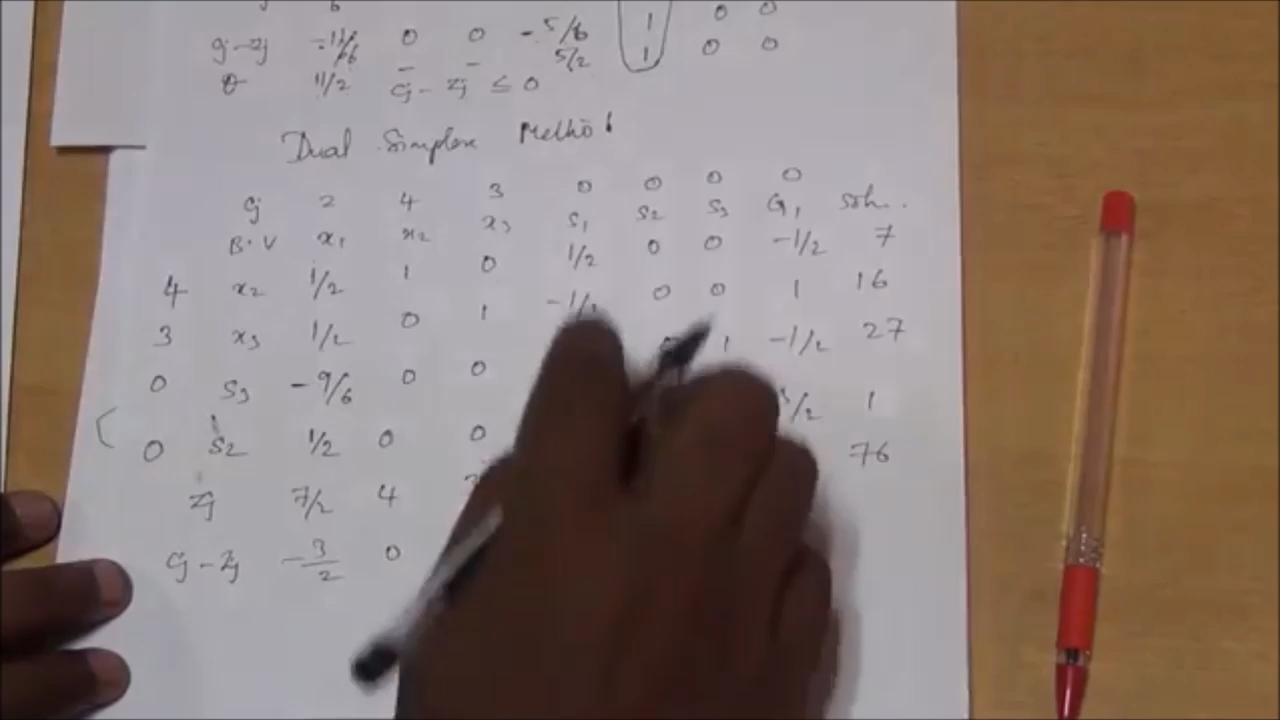 Cj-Zj -11/6 0 0 -5/6 1 0 0
θ 11/2 5/2 1 0 0
Cj - Zj ≤ 0
Dual Simplex Method
Cj 2 4 3 0 0 0 0
B.V x1 x2 x3 S1 S2 S3 G1 Soln.
4 x2 1/2 1 0 1/2 0 0 -1/2 7
3 x3 1/2 0 1 -1/2 0 0 1 16
0 S3 -9/6 0 0 1 -1/2 27
0 S2 1/2 0 0 /2 1
Zj 7/2 4 76
Cj-Zj -3/2 0